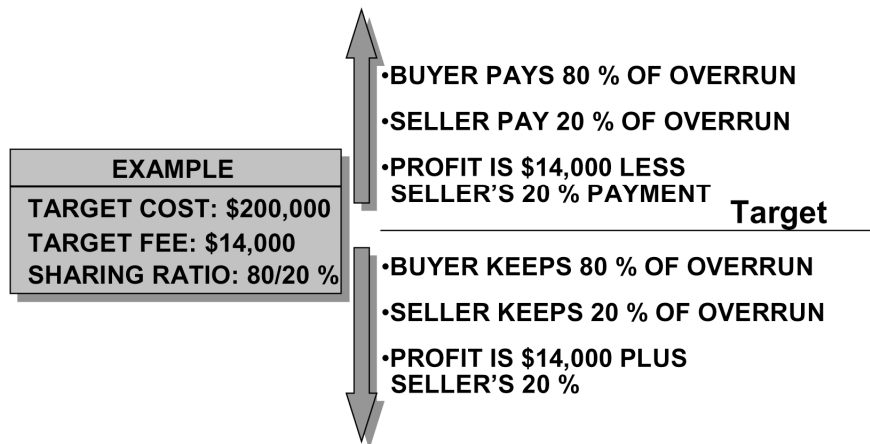 EXAMPLE
TARGET COST: $200,000
TARGET FEE: $14,000
SHARING RATIO: 80/20 %
•BUYER PAYS 80 % OF OVERRUN
•SELLER PAY 20 % OF OVERRUN
•PROFIT IS $14,000 LESS
SELLER’S 20 % PAYMENT
Target
•BUYER KEEPS 80 % OF OVERRUN
•SELLER KEEPS 20 % OF OVERRUN
•PROFIT IS $14,000 PLUS
SELLER’S 20 %